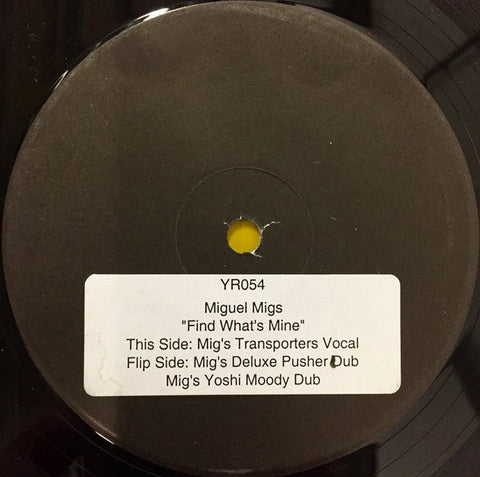 YR054
Miguel Migs
"Find What's Mine"
This Side: Mig's Transporters Vocal
Flip Side: Mig's Deluxe Pusher Dub
Mig's Yoshi Moody Dub